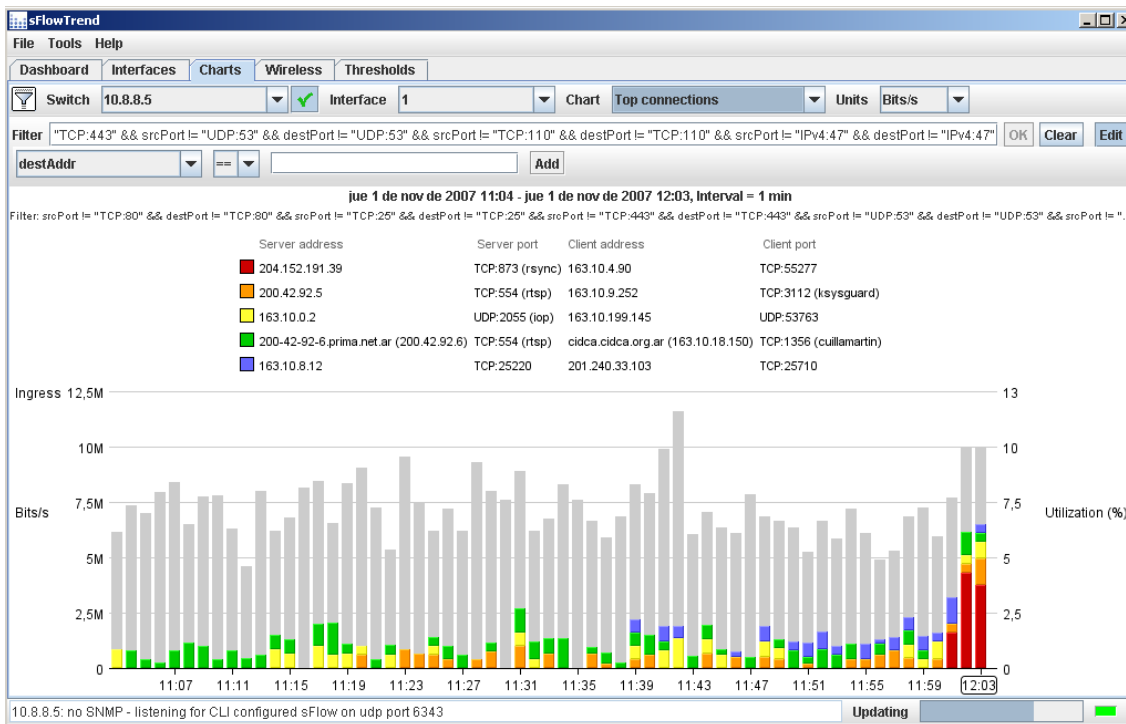 sFlowTrend
File Tools Help
Dashboard Interfaces Charts Wireless Thresholds
Switch 10.8.8.5 Interface 1 Chart Top connections Units Bits/s
Filter "TCP:443" && srcPort != "UDP:53" && destPort != "UDP:53" && srcPort != "TCP:110" && destPort != "TCP:110" && srcPort != "IPv4:47" && destPort != "IPv4:47" OK Clear Edit
destAddr == Add
jue 1 de nov de 2007 11:04 - jue 1 de nov de 2007 12:03, Interval = 1 min
Filter: srcPort != "TCP:80" && destPort != "TCP:80" && srcPort != "TCP:25" && destPort != "TCP:25" && srcPort != "TCP:443" && destPort != "TCP:443" && srcPort != "UDP:53" && destPort != "UDP:53" && srcPort != "...
Server address Server port Client address Client port
204.152.191.39 TCP:873 (rsync) 163.10.4.90 TCP:55277
200.42.92.5 TCP:554 (rtsp) 163.10.9.252 TCP:3112 (ksysguard)
163.10.0.2 UDP:2055 (iop) 163.10.199.145 UDP:53763
200-42-92-6.prima.net.ar (200.42.92.6) TCP:554 (rtsp) cidca.cidca.org.ar (163.10.18.150) TCP:1356 (cuillamartin)
163.10.8.12 TCP:25220 201.240.33.103 TCP:25710
Ingress 12,5M 13
10M 10
Bits/s 7,5M 7,5 Utilization (%)
5M 5
2,5M 2,5
0 0
11:07 11:11 11:15 11:19 11:23 11:27 11:31 11:35 11:39 11:43 11:47 11:51 11:55 11:59 12:03
10.8.8.5: no SNMP - listening for CLI configured sFlow on udp port 6343 Updating